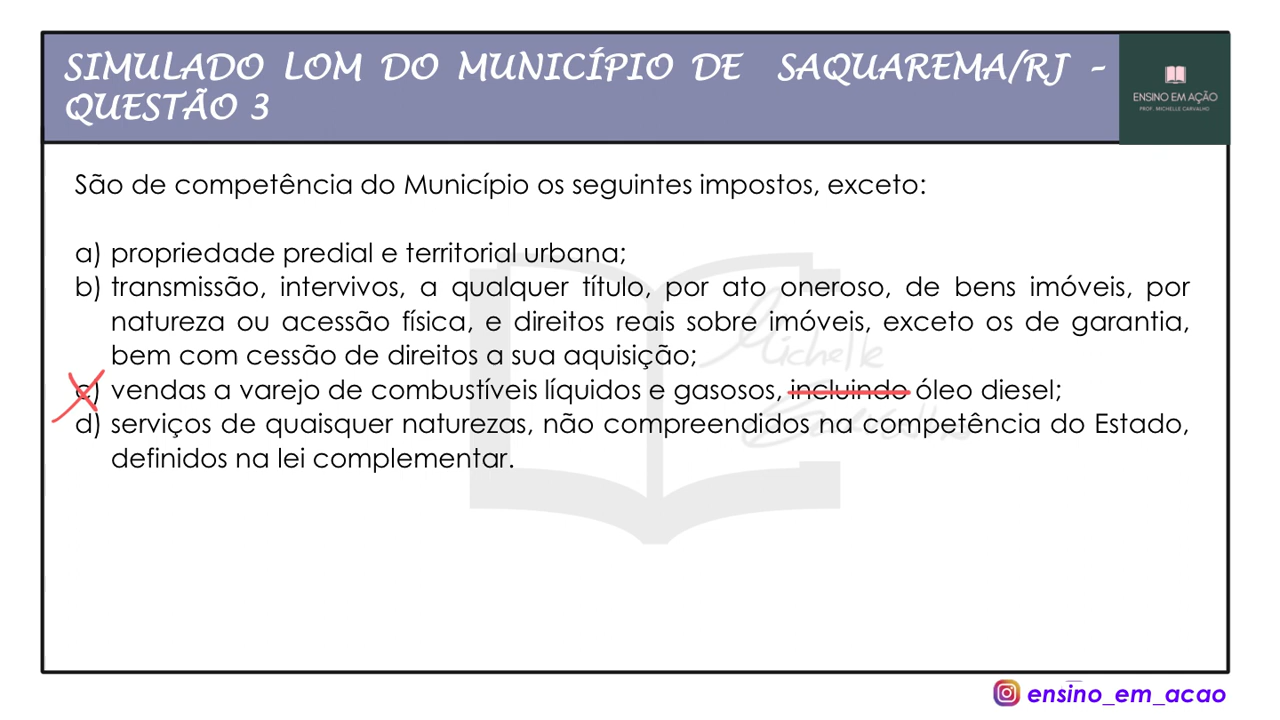 SIMULADO LOM DO MUNICÍPIO DE SAQUAREMA/RJ –
QUESTÃO 3
ENSINO EM AÇÃO
PROF. MICHELLE CARVALHO
São de competência do Município os seguintes impostos, exceto:
a) propriedade predial e territorial urbana;
b) transmissão, intervivos, a qualquer título, por ato oneroso, de bens imóveis, por
natureza ou acessão física, e direitos reais sobre imóveis, exceto os de garantia,
bem com cessão de direitos a sua aquisição;
c) vendas a varejo de combustíveis líquidos e gasosos, incluindo óleo diesel;
d) serviços de quaisquer naturezas, não compreendidos na competência do Estado,
definidos na lei complementar.
Michelle
ensino_em_acao